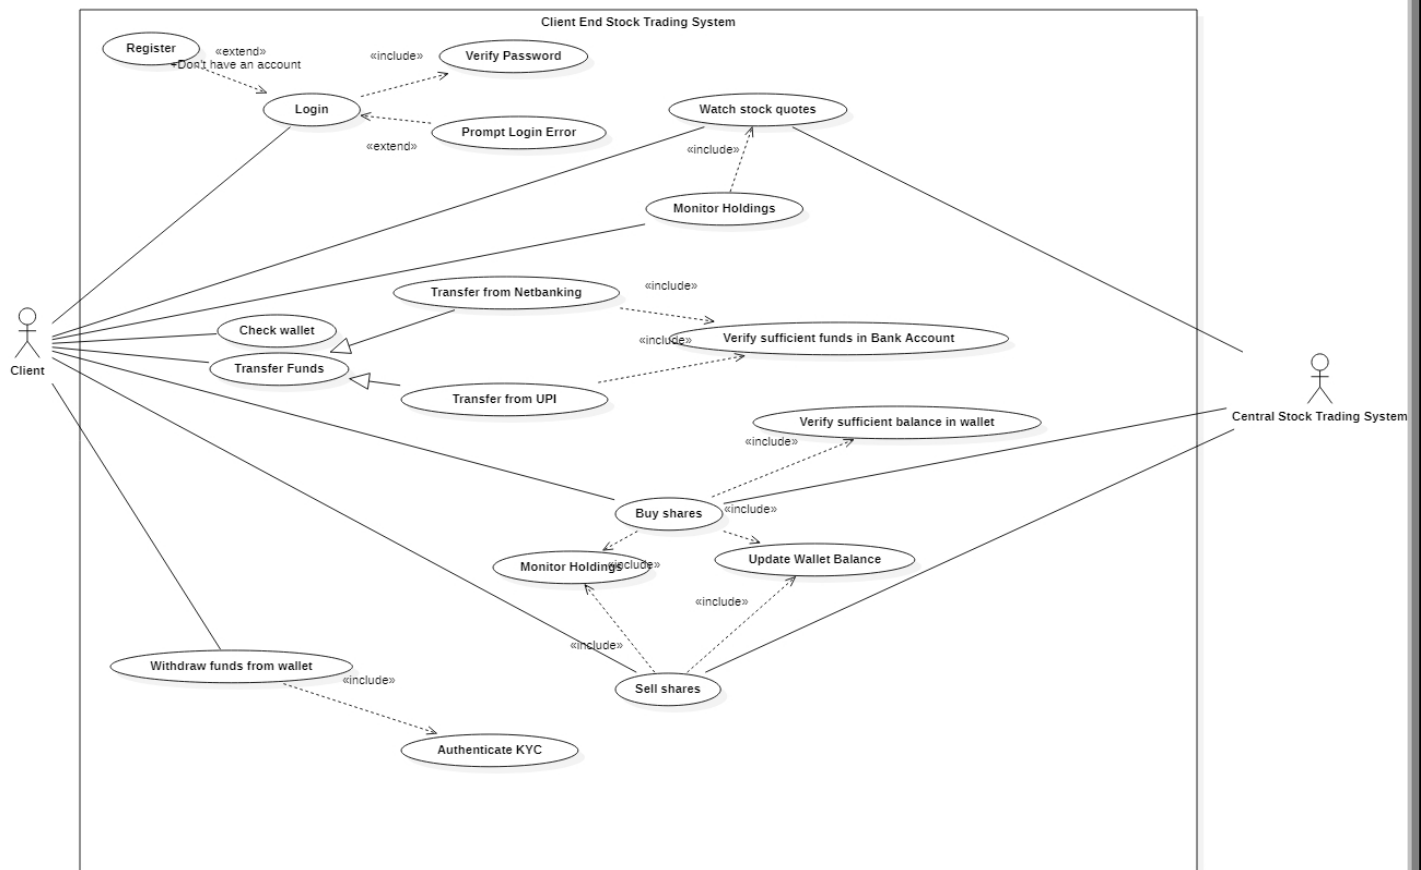 Client End Stock Trading System
Register
«extend»
+Don't have an account
«include»
Verify Password
Login
Prompt Login Error
«extend»
Watch stock quotes
«include»
Monitor Holdings
Transfer from Netbanking
«include»
Check wallet
Verify sufficient funds in Bank Account
«include»
Transfer Funds
Client
Transfer from UPI
Central Stock Trading System
Verify sufficient balance in wallet
«include»
Buy shares
«include»
Monitor Holdings
«include»
Update Wallet Balance
«include»
«include»
Withdraw funds from wallet
«include»
Sell shares
Authenticate KYC